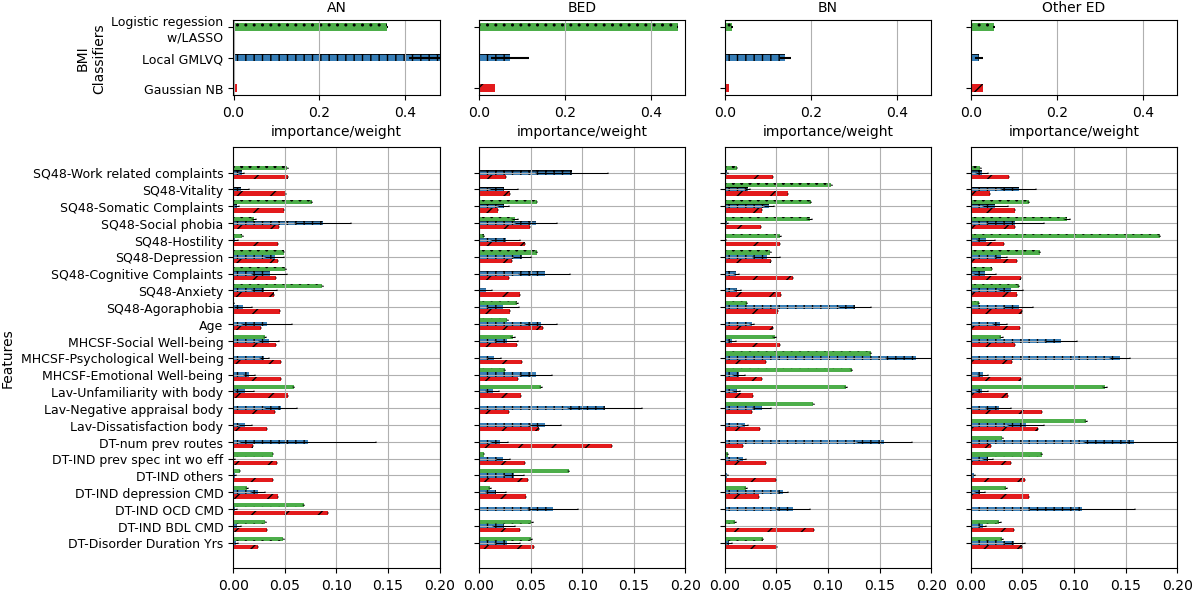 AN
BED
BN
Other ED
BMI
Classifiers
Logistic regession
w/LASSO
Local GMLVQ
Gaussian NB
0.0 0.2 0.4
0.0 0.2 0.4
0.0 0.2 0.4
0.0 0.2 0.4
importance/weight
importance/weight
importance/weight
importance/weight
Features
SQ48-Work related complaints
SQ48-Vitality
SQ48-Somatic Complaints
SQ48-Social phobia
SQ48-Hostility
SQ48-Depression
SQ48-Cognitive Complaints
SQ48-Anxiety
SQ48-Agoraphobia
Age
MHCSF-Social Well-being
MHCSF-Psychological Well-being
MHCSF-Emotional Well-being
Lav-Unfamiliarity with body
Lav-Negative appraisal body
Lav-Dissatisfaction body
DT-num prev routes
DT-IND prev spec int wo eff
DT-IND others
DT-IND depression CMD
DT-IND OCD CMD
DT-IND BDL CMD
DT-Disorder Duration Yrs
0.00 0.05 0.10 0.15 0.20
0.00 0.05 0.10 0.15 0.20
0.00 0.05 0.10 0.15 0.20
0.00 0.05 0.10 0.15 0.20